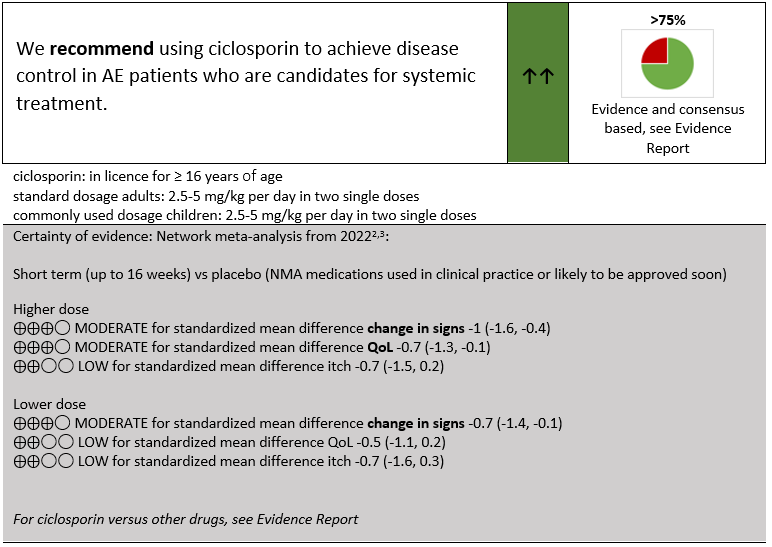 We recommend using ciclosporin to achieve disease
control in AE patients who are candidates for systemic
treatment.
↑↑
>75%
Evidence and consensus
based, see Evidence
Report
ciclosporin: in licence for ≥ 16 years of age
standard dosage adults: 2.5-5 mg/kg per day in two single doses
commonly used dosage children: 2.5-5 mg/kg per day in two single doses
Certainty of evidence: Network meta-analysis from 2022²,³:
Short term (up to 16 weeks) vs placebo (NMA medications used in clinical practice or likely to be approved soon)
Higher dose
⨁⨁⨁◯ MODERATE for standardized mean difference change in signs -1 (-1.6, -0.4)
⨁⨁⨁◯ MODERATE for standardized mean difference QoL -0.7 (-1.3, -0.1)
⨁⨁◯◯ LOW for standardized mean difference itch -0.7 (-1.5, 0.2)
Lower dose
⨁⨁⨁◯ MODERATE for standardized mean difference change in signs -0.7 (-1.4, -0.1)
⨁⨁◯◯ LOW for standardized mean difference QoL -0.5 (-1.1, 0.2)
⨁⨁◯◯ LOW for standardized mean difference itch -0.7 (-1.6, 0.3)
For ciclosporin versus other drugs, see Evidence Report